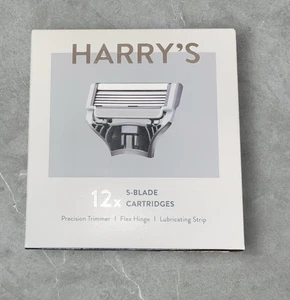 HARRY'S
12x 5-BLADE
CARTRIDGES
Precision Trimmer | Flex Hinge | Lubricating Strip